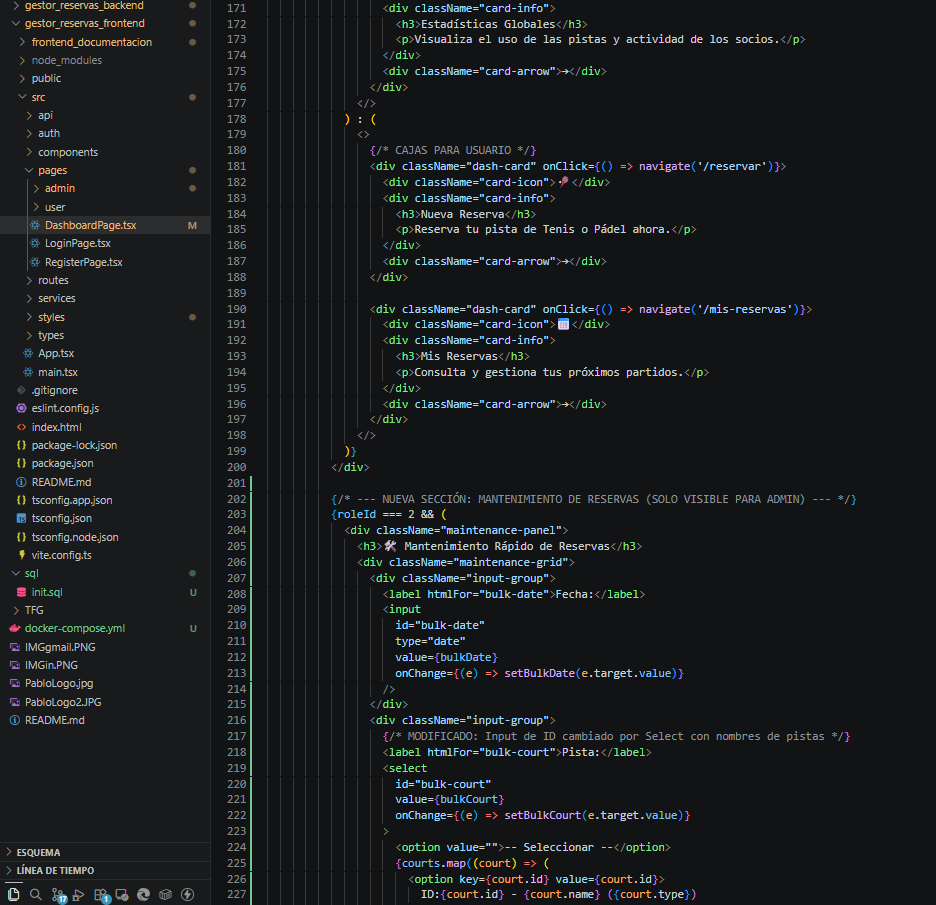 gestor_reservas_backend
gestor_reservas_frontend
frontend_documentacion
node_modules
public
src
api
auth
components
pages
admin
user
DashboardPage.tsx M
LoginPage.tsx
RegisterPage.tsx
routes
services
styles
types
App.tsx
main.tsx
.gitignore
eslint.config.js
index.html
package-lock.json
package.json
README.md
tsconfig.app.json
tsconfig.json
tsconfig.node.json
vite.config.ts
sql
init.sql U
TFG
docker-compose.yml U
IMGgmail.PNG
IMGin.PNG
PabloLogo.jpg
PabloLogo2.JPG
README.md
ESQUEMA
LÍNEA DE TIEMPO
17 1
171 <div className="card-info">
172 <h3>Estadísticas Globales</h3>
173 <p>Visualiza el uso de las pistas y actividad de los socios.</p>
174 </div>
175 <div className="card-arrow">→</div>
176 </div>
177 </>
178 ) : (
179 <>
180 {/* CAJAS PARA USUARIO */}
181 <div className="dash-card" onClick={() => navigate('/reservar')}>
182 <div className="card-icon">🎾</div>
183 <div className="card-info">
184 <h3>Nueva Reserva</h3>
185 <p>Reserva tu pista de Tenis o Pádel ahora.</p>
186 </div>
187 <div className="card-arrow">→</div>
188 </div>
189
190 <div className="dash-card" onClick={() => navigate('/mis-reservas')}>
191 <div className="card-icon">📅</div>
192 <div className="card-info">
193 <h3>Mis Reservas</h3>
194 <p>Consulta y gestiona tus próximos partidos.</p>
195 </div>
196 <div className="card-arrow">→</div>
197 </div>
198 </>
199 )}
200 </div>
201
202 {/* --- NUEVA SECCIÓN: MANTENIMIENTO DE RESERVAS (SOLO VISIBLE PARA ADMIN) --- */}
203 {roleId === 2 && (
204 <div className="maintenance-panel">
205 <h3>🛠 Mantenimiento Rápido de Reservas</h3>
206 <div className="maintenance-grid">
207 <div className="input-group">
208 <label htmlFor="bulk-date">Fecha:</label>
209 <input
210 id="bulk-date"
211 type="date"
212 value={bulkDate}
213 onChange={(e) => setBulkDate(e.target.value)}
214 />
215 </div>
216 <div className="input-group">
217 {/* MODIFICADO: Input de ID cambiado por Select con nombres de pistas */}
218 <label htmlFor="bulk-court">Pista:</label>
219 <select
220 id="bulk-court"
221 value={bulkCourt}
222 onChange={(e) => setBulkCourt(e.target.value)}
223 >
224 <option value="">-- Seleccionar --</option>
225 {courts.map((court) => (
226 <option key={court.id} value={court.id}>
227 ID:{court.id} - {court.name} ({court.type})